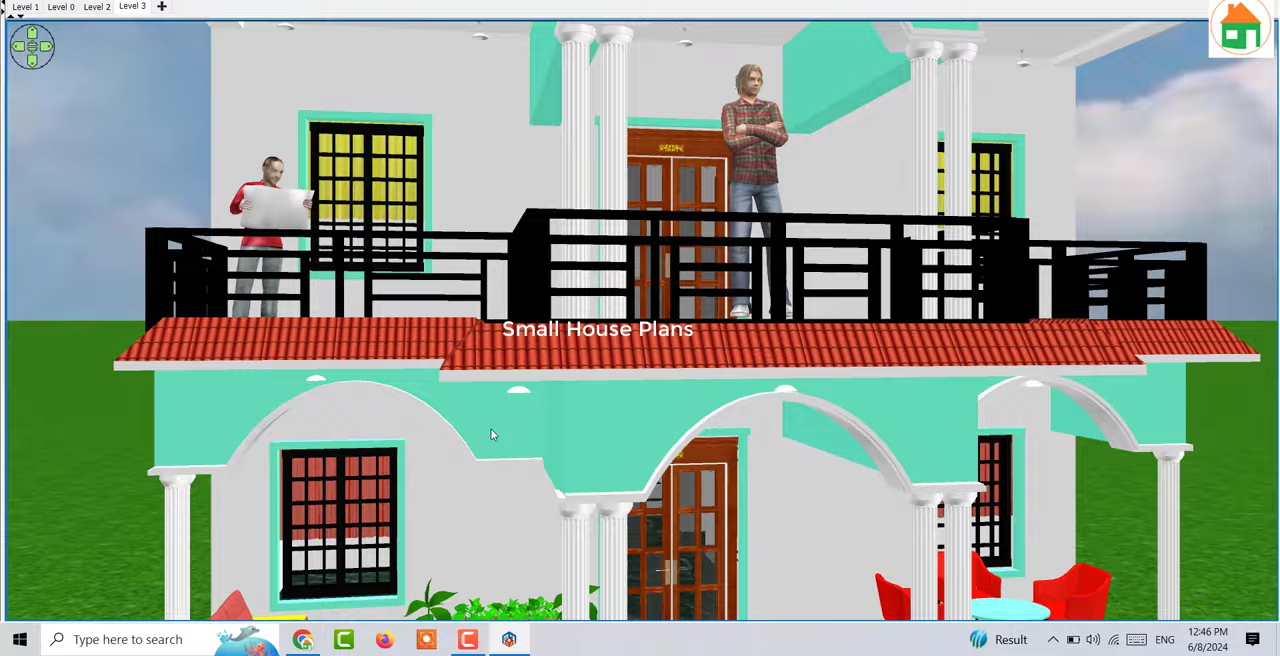 Level 1 Level 0 Level 2 Level 3
Small House Plans
Type here to search
Result
ENG
12:46 PM
6/8/2024